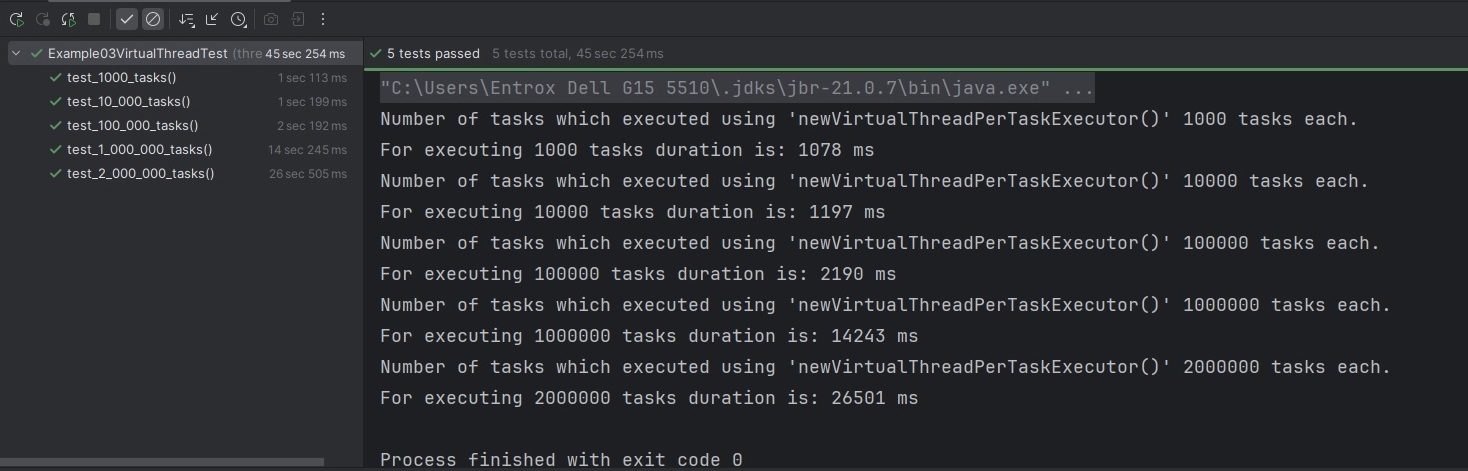 Example03VirtualThreadTest (thre 45 sec 254 ms
test_1000_tasks() 1 sec 113 ms
test_10_000_tasks() 1 sec 199 ms
test_100_000_tasks() 2 sec 192 ms
test_1_000_000_tasks() 14 sec 245 ms
test_2_000_000_tasks() 26 sec 505 ms
5 tests passed 5 tests total, 45 sec 254 ms
"C:\Users\Entrox Dell G15 5510\.jdks\jbr-21.0.7\bin\java.exe" ...
Number of tasks which executed using 'newVirtualThreadPerTaskExecutor()' 1000 tasks each.
For executing 1000 tasks duration is: 1078 ms
Number of tasks which executed using 'newVirtualThreadPerTaskExecutor()' 10000 tasks each.
For executing 10000 tasks duration is: 1197 ms
Number of tasks which executed using 'newVirtualThreadPerTaskExecutor()' 100000 tasks each.
For executing 100000 tasks duration is: 2190 ms
Number of tasks which executed using 'newVirtualThreadPerTaskExecutor()' 1000000 tasks each.
For executing 1000000 tasks duration is: 14243 ms
Number of tasks which executed using 'newVirtualThreadPerTaskExecutor()' 2000000 tasks each.
For executing 2000000 tasks duration is: 26501 ms
Process finished with exit code 0